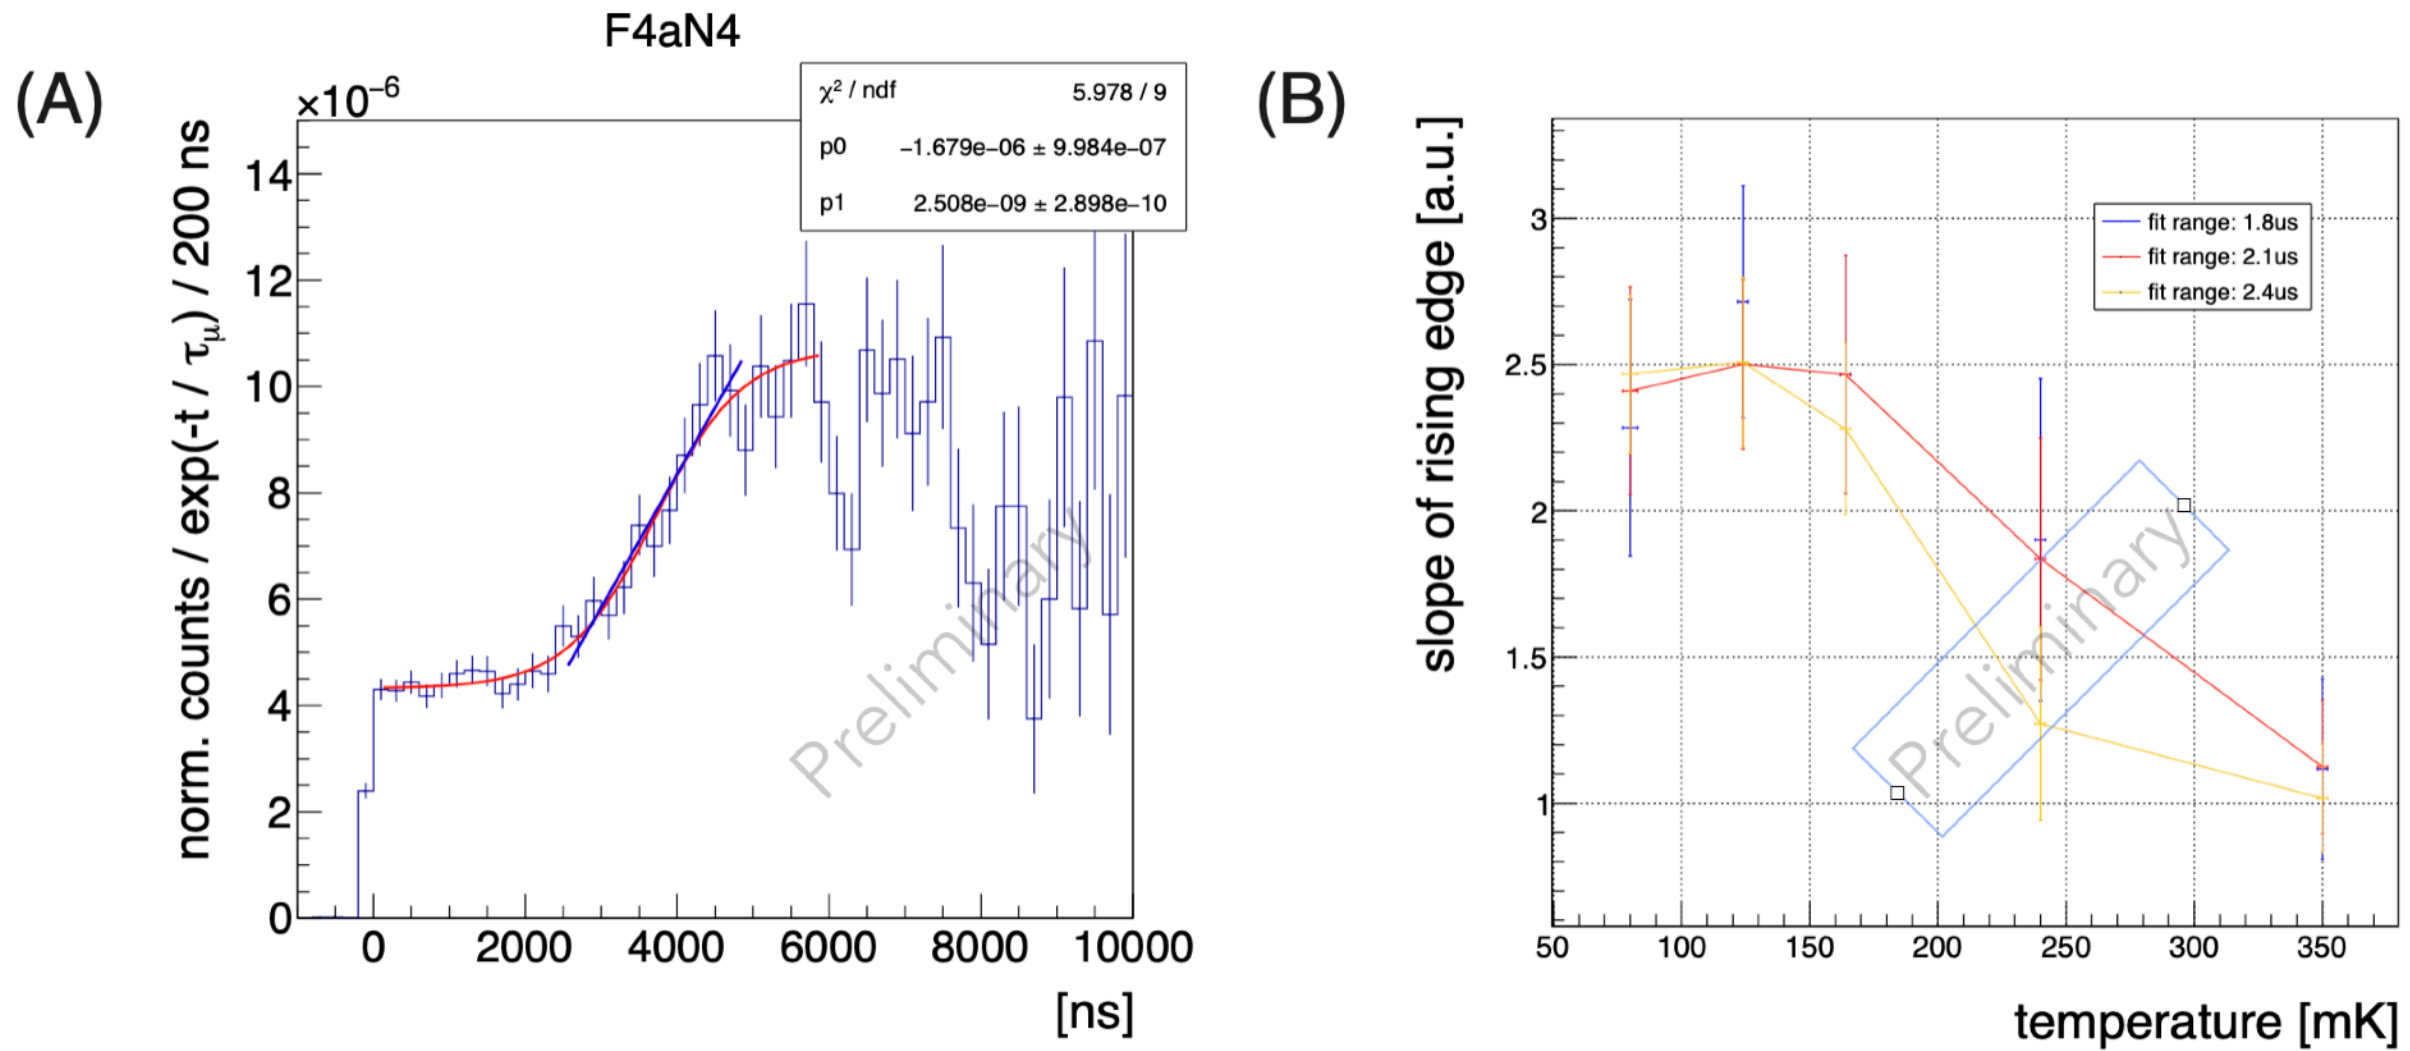 F4aN4
(A)
×10⁻⁶
χ² / ndf 5.978 / 9
p0 −1.679e−06 ± 9.984e−07
p1 2.508e−09 ± 2.898e−10
norm. counts / exp(-t / τμ) / 200 ns
14
12
10
8
6
4
2
0
0 2000 4000 6000 8000 10000
[ns]
Preliminary
(B)
slope of rising edge [a.u.]
3
2.5
2
1.5
1
fit range: 1.8us
fit range: 2.1us
fit range: 2.4us
Preliminary
50 100 150 200 250 300 350
temperature [mK]